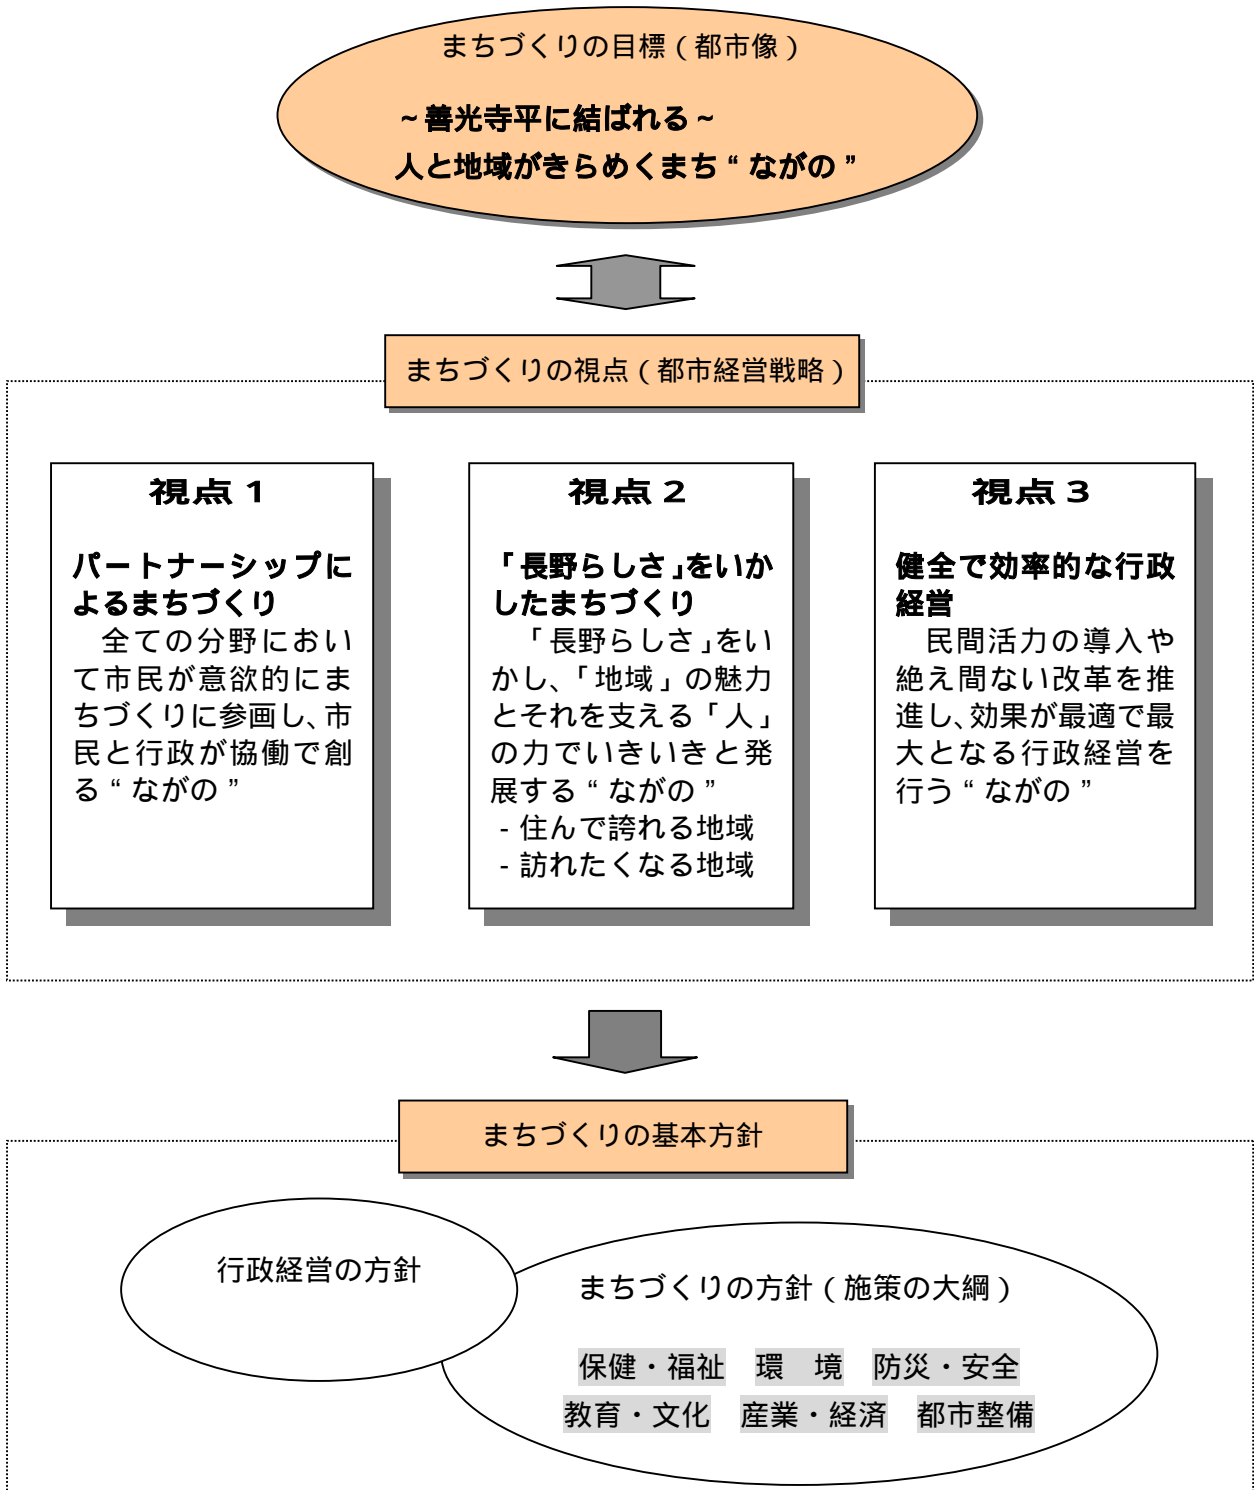 まちづくりの目標（都市像）
～善光寺平に結ばれる～
人と地域がきらめくまち“ながの”
まちづくりの視点（都市経営戦略）
視点１
パートナーシップに
よるまちづくり
全ての分野におい
て市民が意欲的にま
ちづくりに参画し、市
民と行政が協働で創
る“ながの”
視点２
「長野らしさ」をいか
したまちづくり
「長野らしさ」をい
かし、「地域」の魅力
とそれを支える「人」
の力でいきいきと発
展する“ながの”
- 住んで誇れる地域
- 訪れたくなる地域
視点３
健全で効率的な行政
経営
民間活力の導入や
絶え間ない改革を推
進し、効果が最適で最
大となる行政経営を
行う“ながの”
まちづくりの基本方針
行政経営の方針
まちづくりの方針（施策の大綱）
保健・福祉　環　境　防災・安全
教育・文化　産業・経済　都市整備